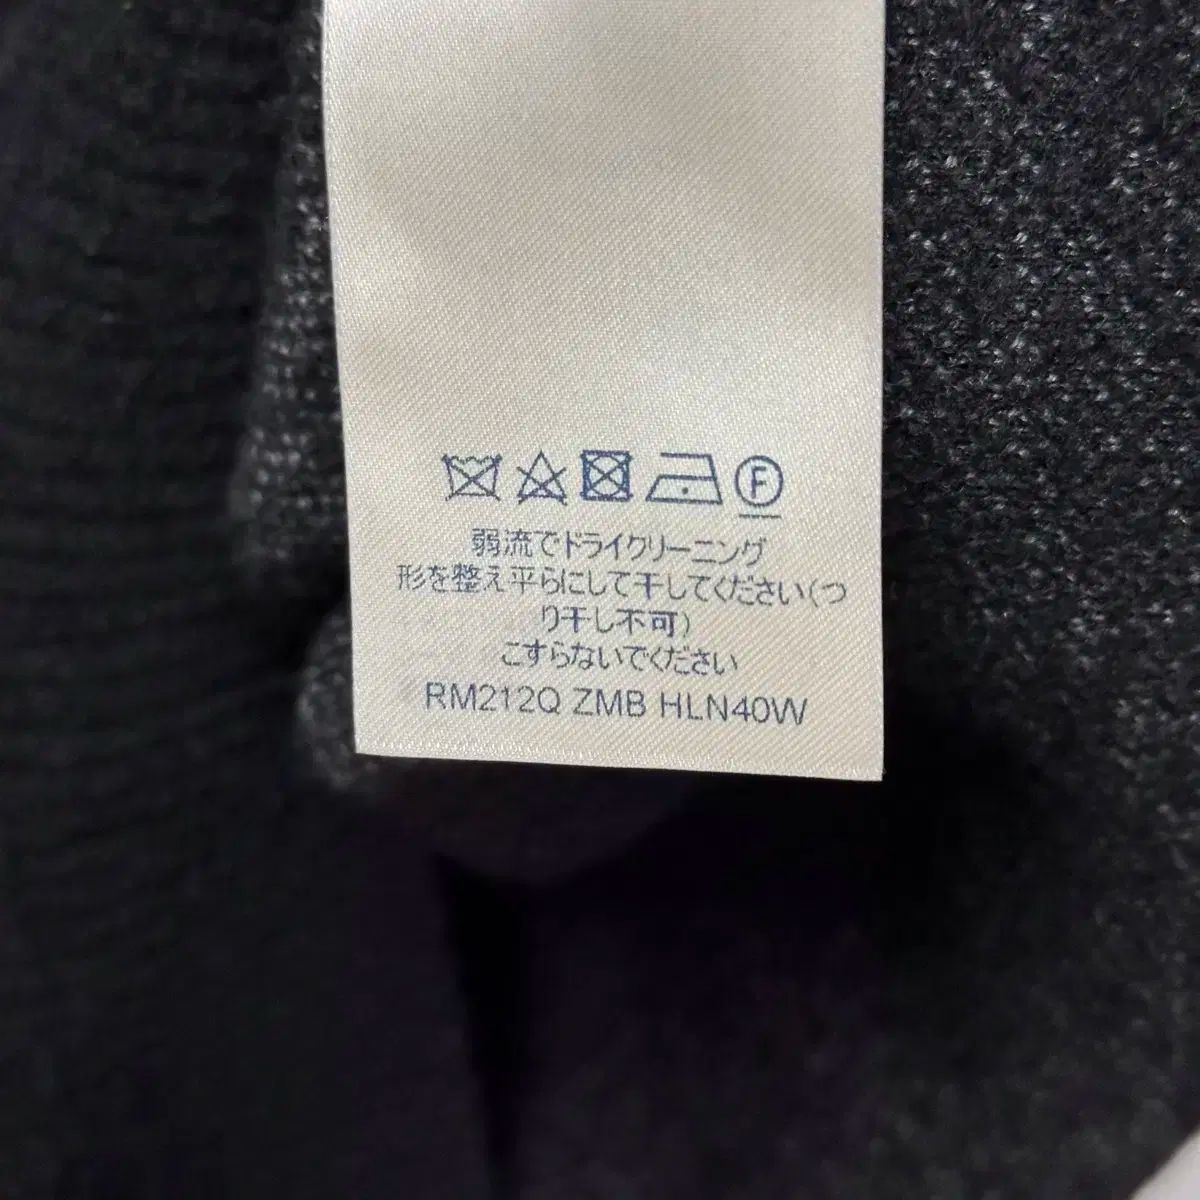 F
弱流でドライクリーニング
形を整え平らにして干してください(つ
り干し不可)
こすらないでください
RM212Q ZMB HLN40W